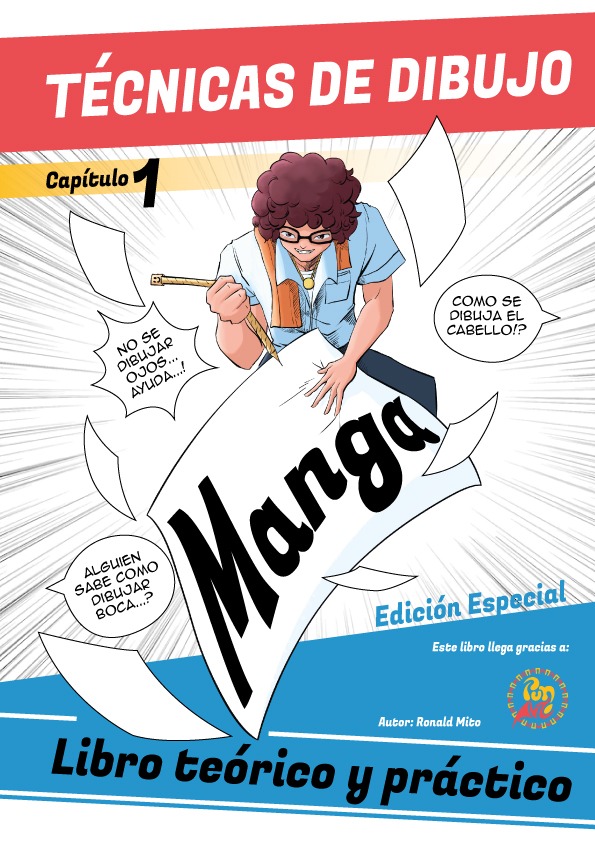 TÉCNICAS DE DIBUJO
Capítulo 1
COMO SE
DIBUJA EL
CABELLO!?
NO SE
DIBUJAR
OJOS...
AYUDA...!
Manga
ALGUIEN
SABE COMO
DIBUJAR
BOCA...?
Edición Especial
Este libro llega gracias a:
Autor: Ronald Mito
Libro teórico y práctico